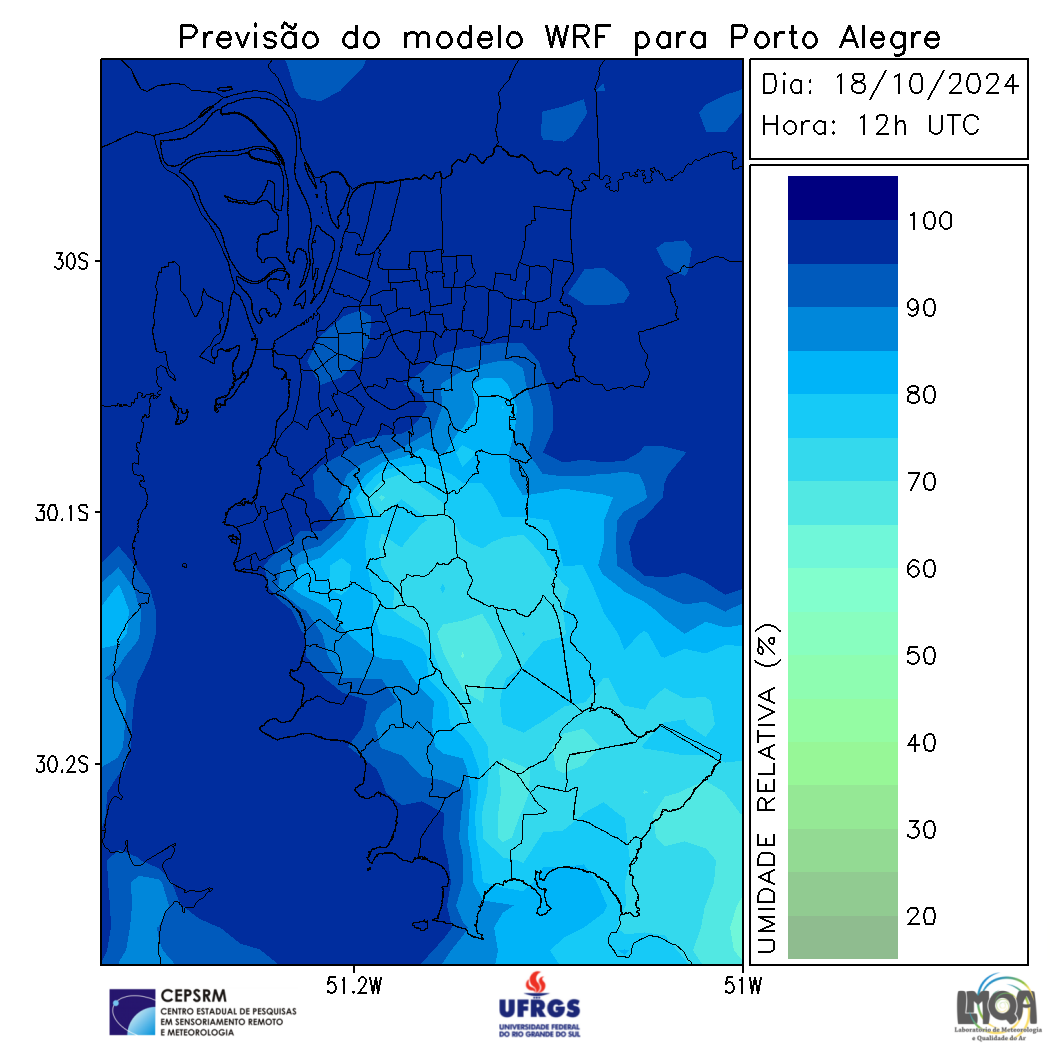 Previsão do modelo WRF para Porto Alegre
Dia: 18/10/2024
Hora: 12h UTC
100
90
80
70
60
50
40
30
20
UMIDADE RELATIVA (%)
30S
30.1S
30.2S
51.2W
51W
CEPSRM
CENTRO ESTADUAL DE PESQUISAS
EM SENSORIAMENTO REMOTO
E METEOROLOGIA
UFRGS
UNIVERSIDADE FEDERAL
DO RIO GRANDE DO SUL
LMQA
Laboratório de Meteorologia
e Qualidade do Ar